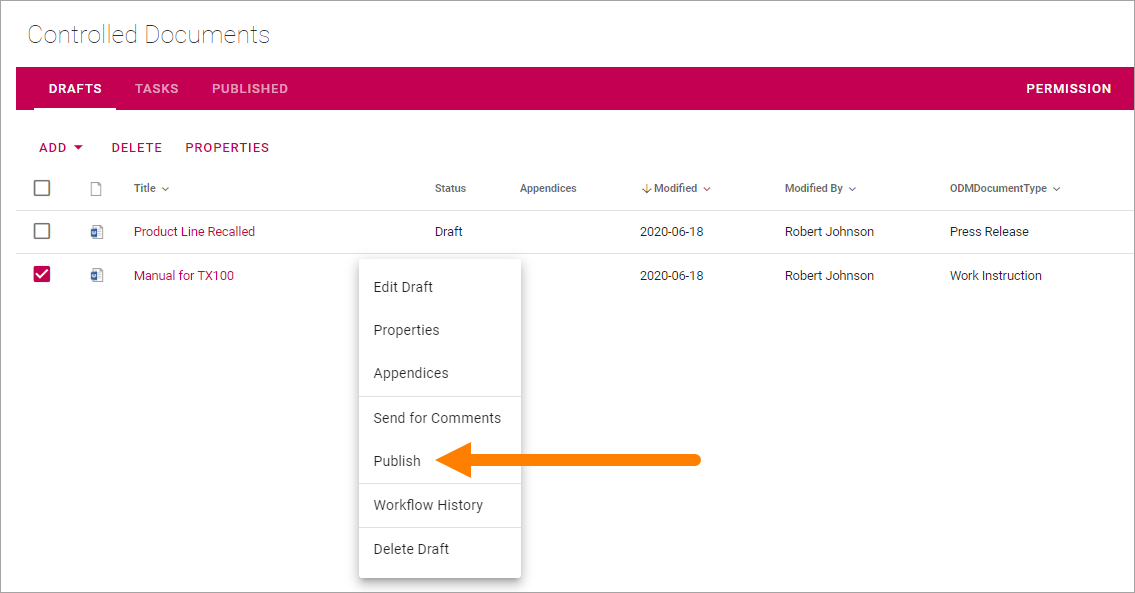 Controlled Documents
DRAFTS TASKS PUBLISHED PERMISSION
ADD DELETE PROPERTIES
Title Status Appendices Modified Modified By ODMDocumentType
Product Line Recalled Draft 2020-06-18 Robert Johnson Press Release
Manual for TX100 2020-06-18 Robert Johnson Work Instruction
Edit Draft
Properties
Appendices
Send for Comments
Publish
Workflow History
Delete Draft